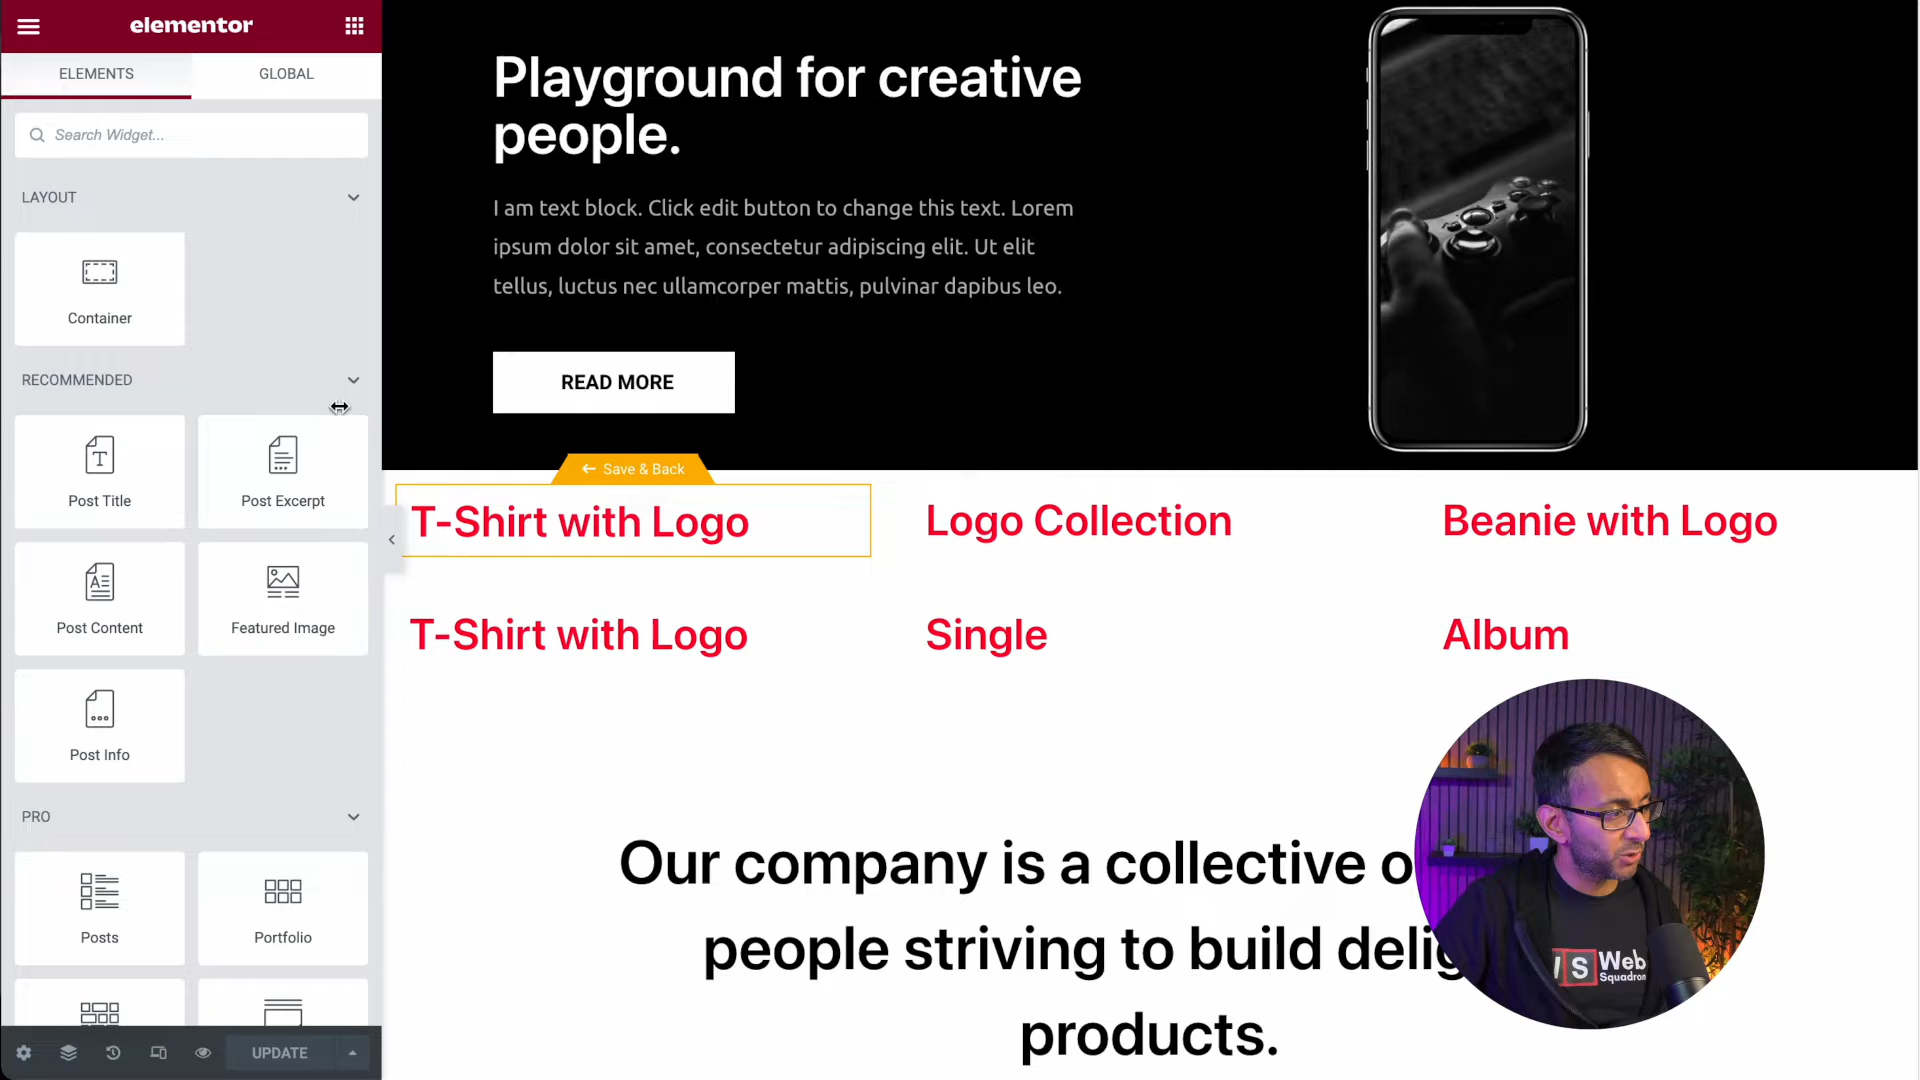 elementor
ELEMENTS
GLOBAL
Search Widget...
LAYOUT
Container
RECOMMENDED
Post Title
Post Excerpt
Post Content
Featured Image
Post Info
PRO
Posts
Portfolio
UPDATE
Playground for creative
people.
I am text block. Click edit button to change this text. Lorem
ipsum dolor sit amet, consectetur adipiscing elit. Ut elit
tellus, luctus nec ullamcorper mattis, pulvinar dapibus leo.
READ MORE
Save & Back
T-Shirt with Logo
Logo Collection
Beanie with Logo
T-Shirt with Logo
Single
Album
Our company is a collective o
people striving to build delig
products.
S Web
Squadron